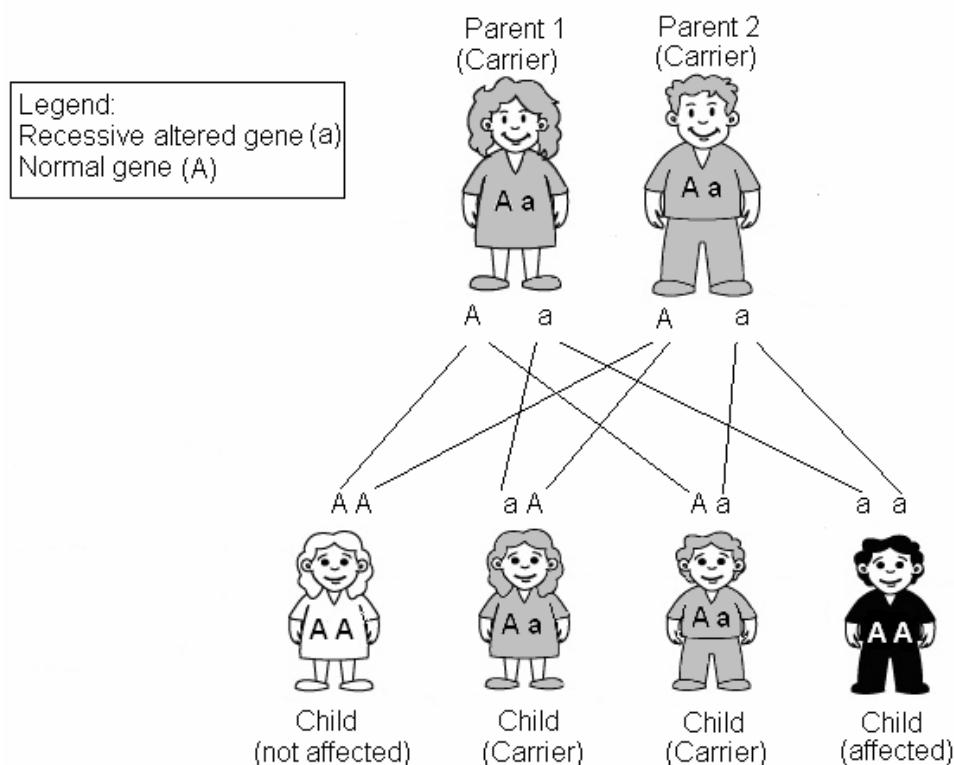 Parent 1
(Carrier)
Parent 2
(Carrier)
Legend:
Recessive altered gene (a)
Normal gene (A)
A a
A a
A
a
A
a
A A
a A
A a
a a
A A
A a
A a
A A
Child
(not affected)
Child
(Carrier)
Child
(Carrier)
Child
(affected)